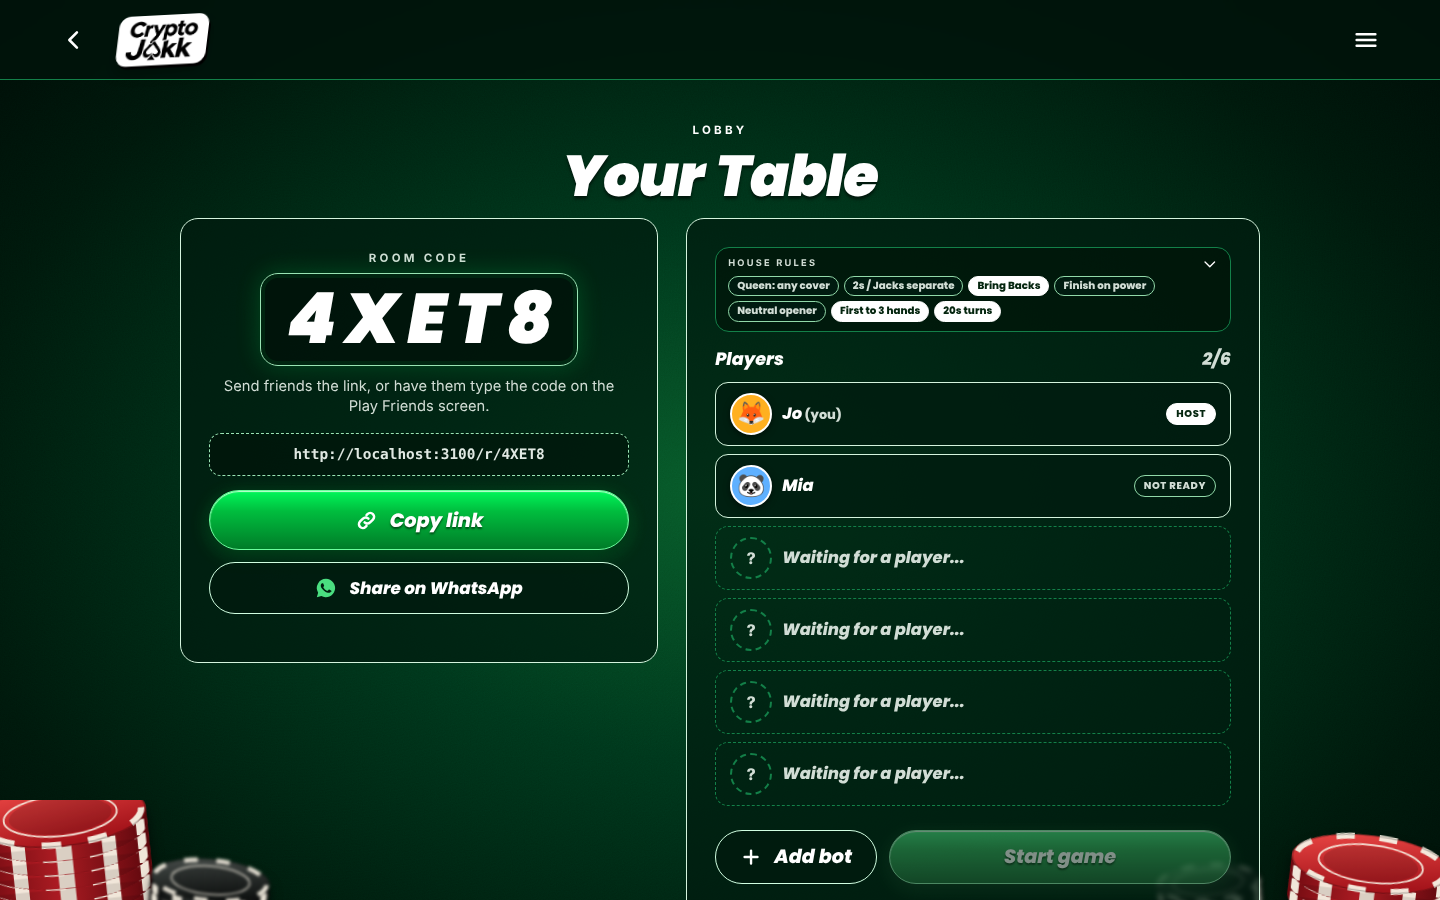 Crypto
Jokk
LOBBY
Your Table
ROOM CODE
4XET8
Send friends the link, or have them type the code on the
Play Friends screen.
http://localhost:3100/r/4XET8
Copy link
Share on WhatsApp
HOUSE RULES
Queen: any cover
2s / Jacks separate
Bring Backs
Finish on power
Neutral opener
First to 3 hands
20s turns
Players
2/6
Jo (you)
HOST
Mia
NOT READY
? Waiting for a player...
? Waiting for a player...
? Waiting for a player...
? Waiting for a player...
Add bot
Start game